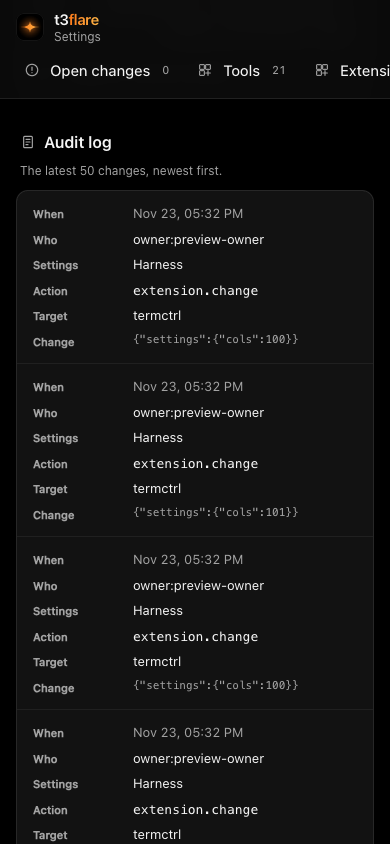 t3flare
Settings
Open changes 0 Tools 21 Extensi
Audit log
The latest 50 changes, newest first.
When Nov 23, 05:32 PM
Who owner:preview-owner
Settings Harness
Action extension.change
Target termctrl
Change {"settings":{"cols":100}}
When Nov 23, 05:32 PM
Who owner:preview-owner
Settings Harness
Action extension.change
Target termctrl
Change {"settings":{"cols":101}}
When Nov 23, 05:32 PM
Who owner:preview-owner
Settings Harness
Action extension.change
Target termctrl
Change {"settings":{"cols":100}}
When Nov 23, 05:32 PM
Who owner:preview-owner
Settings Harness
Action extension.change
Target termctrl